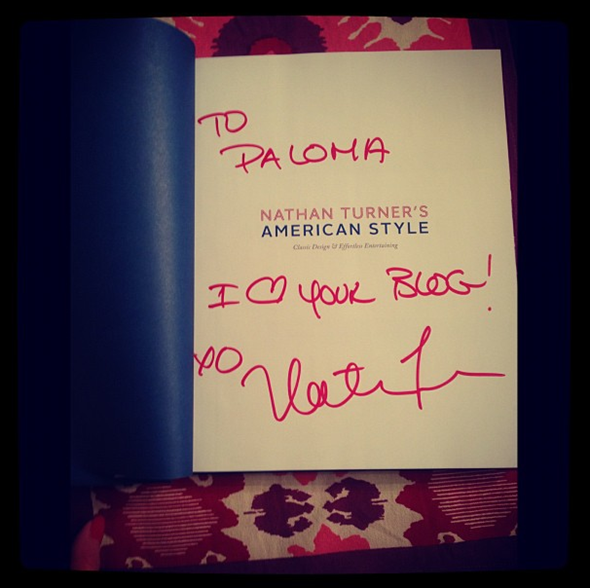 TO
PALOMA
NATHAN TURNER'S
AMERICAN STYLE
Classic Design & Effortless Entertaining
I ♡ YOUR BLOG!
XO